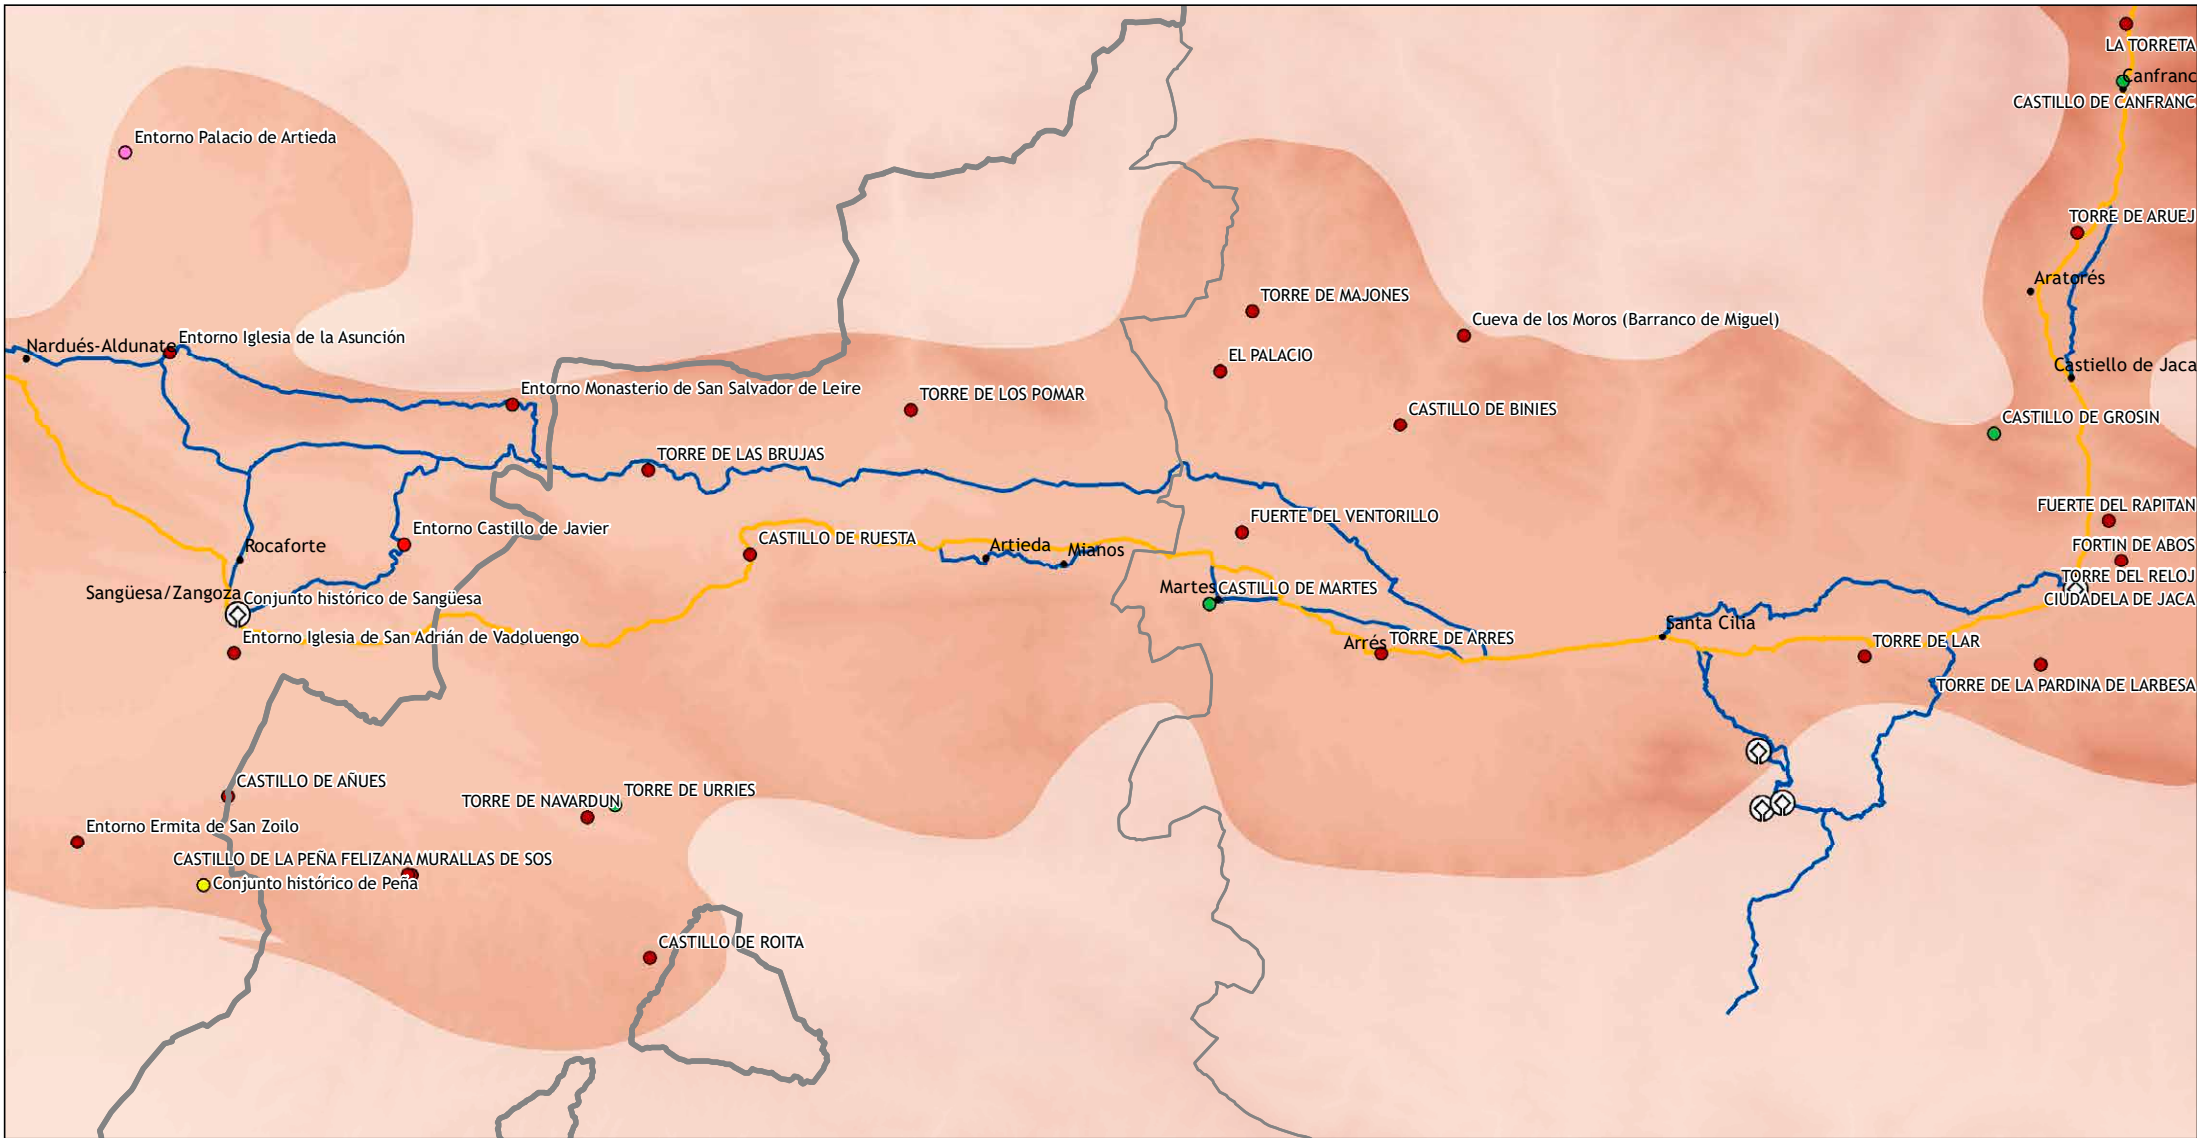 LA TORRETA
Canfranc
CASTILLO DE CANFRANC
Entorno Palacio de Artieda
TORRE DE ARUEJ
Aratorés
TORRE DE MAJONES
Cueva de los Moros (Barranco de Miguel)
Entorno Iglesia de la Asunción
Nardués-Aldunate
EL PALACIO
Castiello de Jaca
Entorno Monasterio de San Salvador de Leire
TORRE DE LOS POMAR
CASTILLO DE BINIES
CASTILLO DE GROSIN
TORRE DE LAS BRUJAS
FUERTE DEL RAPITAN
FUERTE DEL VENTORILLO
Entorno Castillo de Javier
CASTILLO DE RUESTA
Rocaforte
Artieda
Mianos
FORTIN DE ABOS
TORRE DEL RELOJ
Martes
CASTILLO DE MARTES
Sangüesa/Zangoza
Conjunto histórico de Sangüesa
CIUDADELA DE JACA
Santa Cilia
Entorno Iglesia de San Adrián de Vadoluengo
Arrés
TORRE DE ARRES
TORRE DE LAR
TORRE DE LA PARDINA DE LARBESA
CASTILLO DE AÑUES
TORRE DE URRIES
TORRE DE NAVARDUN
Entorno Ermita de San Zoilo
CASTILLO DE LA PEÑA FELIZANA
MURALLAS DE SOS
Conjunto histórico de Peña
CASTILLO DE ROITA